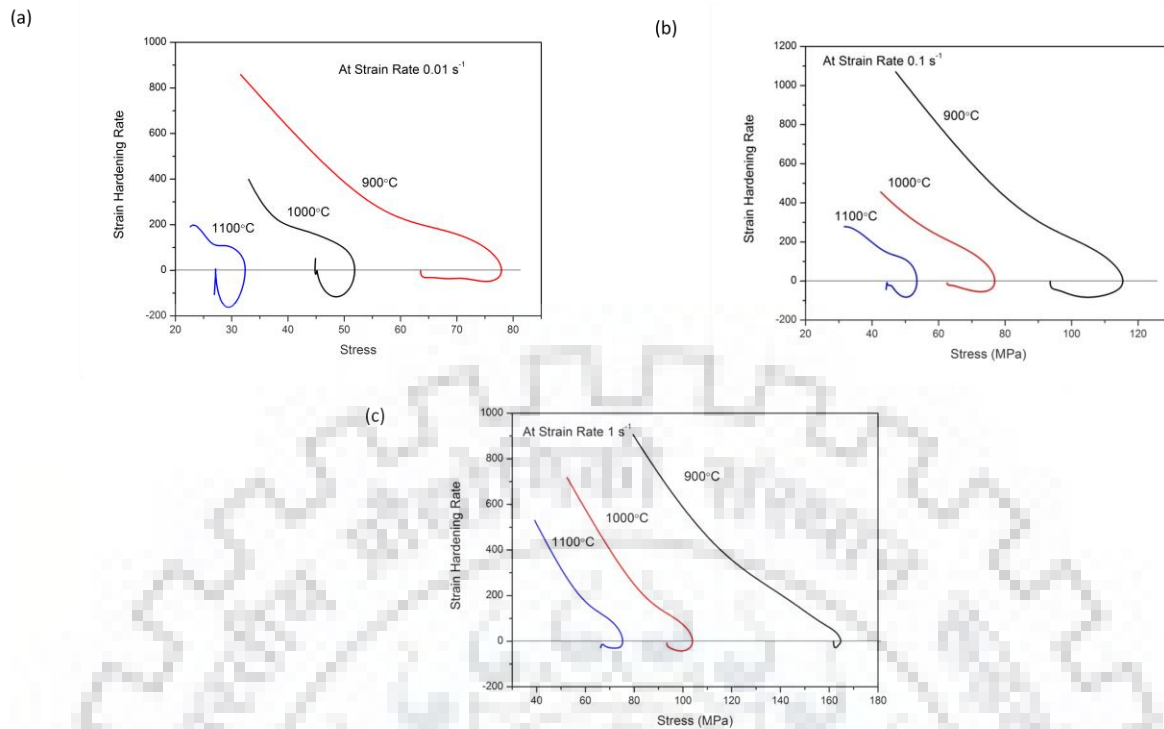 (a)
1000
800
600
400
200
0
-200
Strain Hardening Rate
At Strain Rate 0.01 s⁻¹
900°C
1000°C
1100°C
20 30 40 50 60 70 80
Stress
(b)
1200
1000
800
600
400
200
0
-200
Strain Hardening Rate
At Strain Rate 0.1 s⁻¹
900°C
1000°C
1100°C
20 40 60 80 100 120
Stress (MPa)
(c)
1000
800
600
400
200
0
-200
Strain Hardening Rate
At Strain Rate 1 s⁻¹
900°C
1000°C
1100°C
40 60 80 100 120 140 160 180
Stress (MPa)